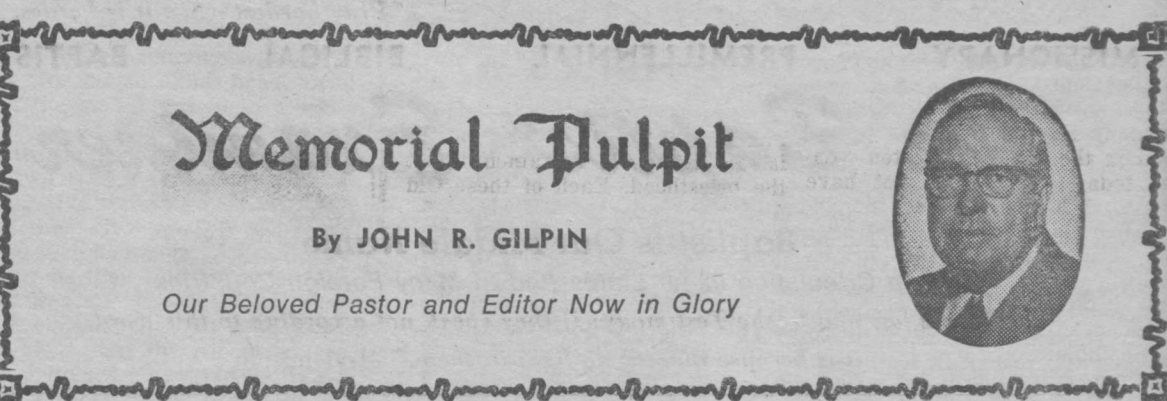 Memorial Pulpit
By JOHN R. GILPIN
Our Beloved Pastor and Editor Now in Glory